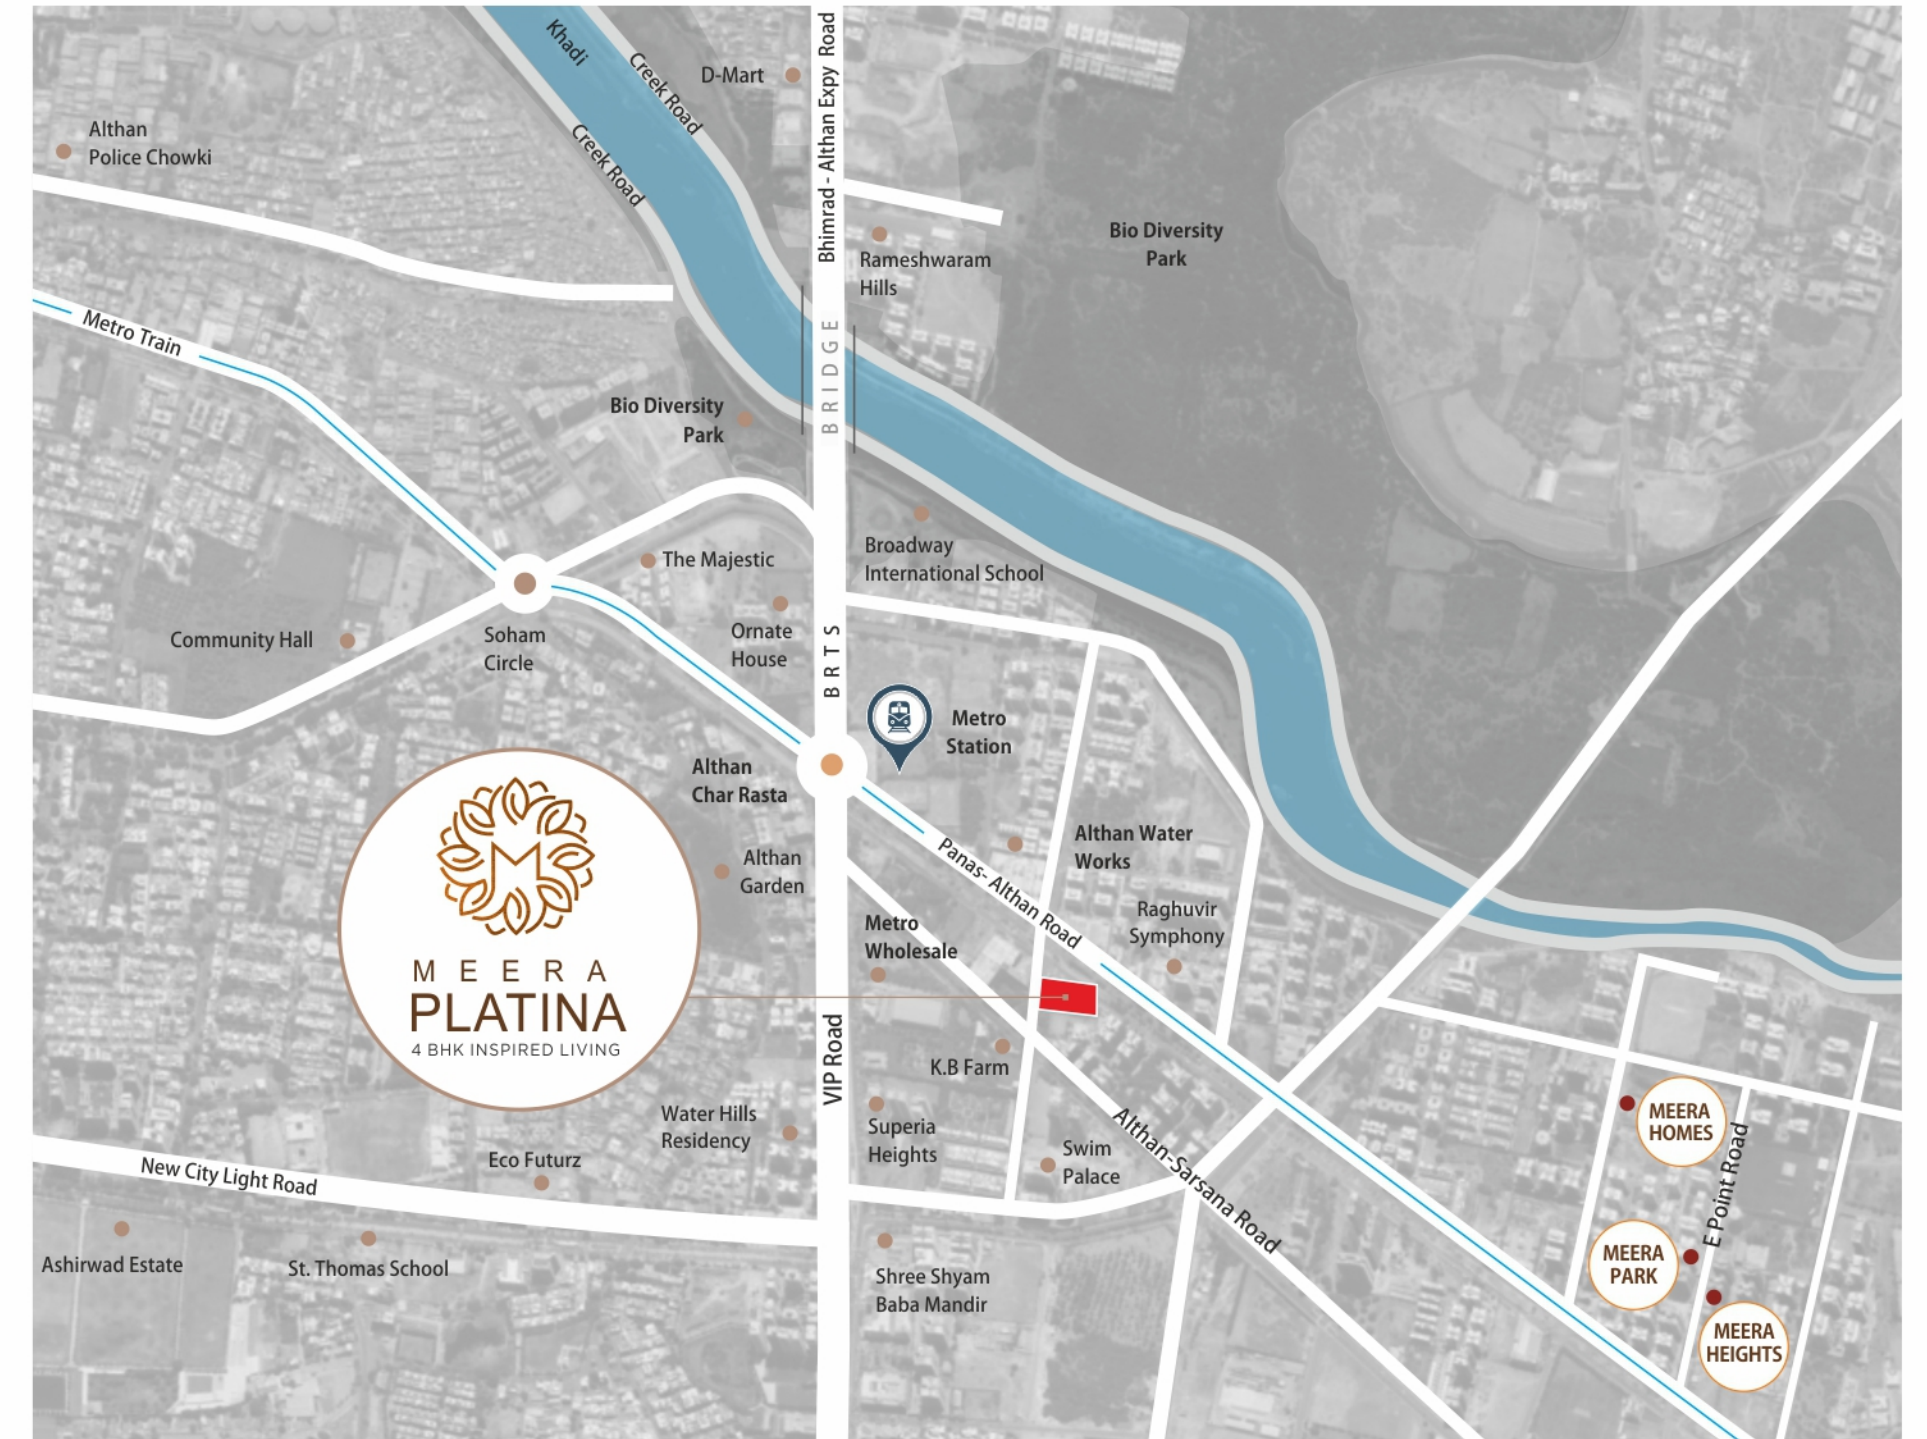 Khadi
Creek Road
Creek Road
D-Mart
Bhimrad - Althan Expy Road
Althan
Police Chowki
Bio Diversity
Park
Rameshwaram
Hills
Metro Train
BRIDGE
Bio Diversity
Park
Broadway
International School
The Majestic
Ornate
House
BRTS
Community Hall
Soham
Circle
Metro
Station
Althan
Char Rasta
Althan Water
Works
Panas- Althan Road
Althan
Garden
Raghuvir
Symphony
Metro
Wholesale
MEERA
PLATINA
4 BHK INSPIRED LIVING
VIP Road
K.B Farm
Water Hills
Residency
Superia
Heights
Swim
Palace
Althan-Sarsana Road
MEERA
HOMES
E Point Road
New City Light Road
Eco Futurz
Ashirwad Estate
St. Thomas School
Shree Shyam
Baba Mandir
MEERA
PARK
MEERA
HEIGHTS